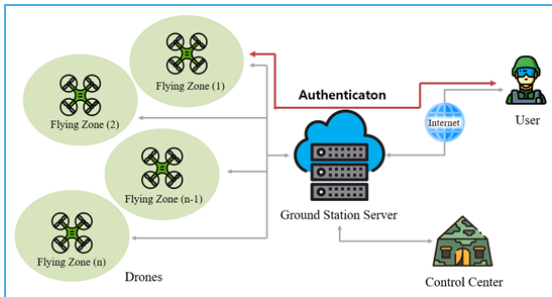 Flying Zone (1)
Authenticaton
Flying Zone (2)
Internet
User
Flying Zone (n-1)
Ground Station Server
Flying Zone (n)
Drones
Control Center